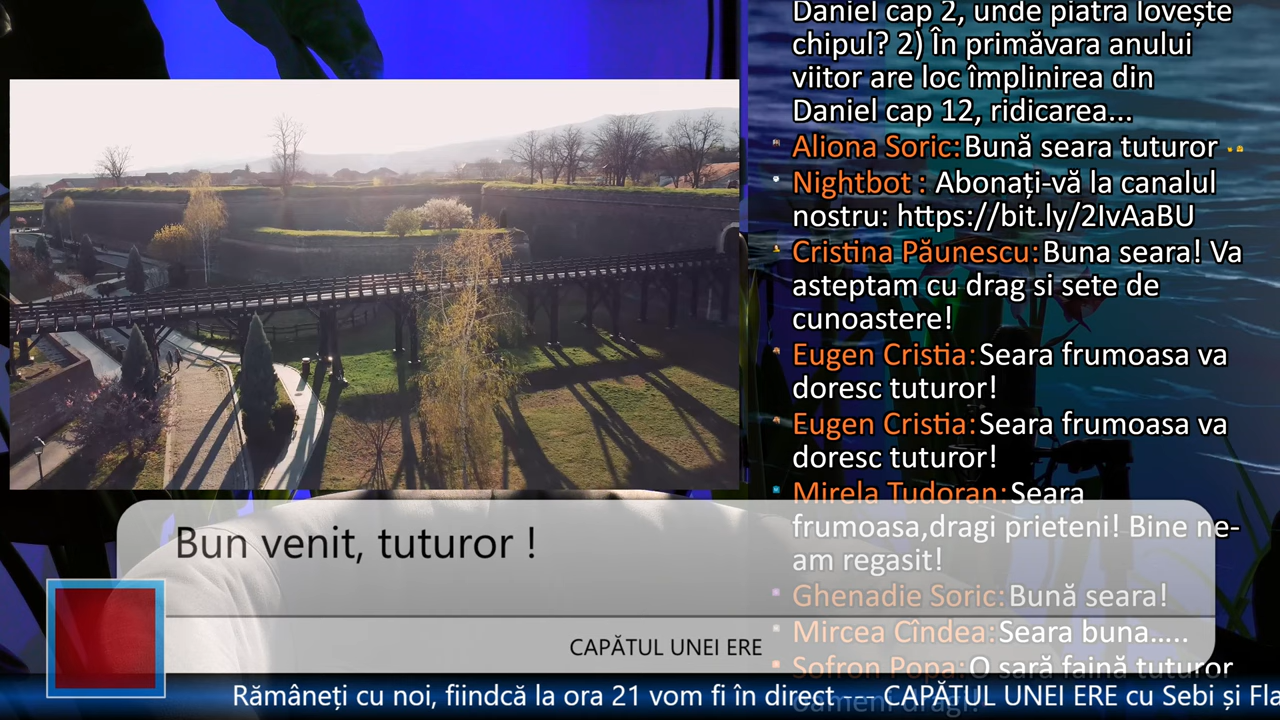 Daniel cap 2, unde piatra lovește
chipul? 2) În primăvara anului
viitor are loc împlinirea din
Daniel cap 12, ridicarea...
Aliona Soric: Bună seara tuturor
Nightbot : Abonați-vă la canalul
nostru: https://bit.ly/2IvAaBU
Cristina Păunescu: Buna seara! Va
asteptam cu drag si sete de
cunoastere!
Eugen Cristia: Seara frumoasa va
doresc tuturor!
Eugen Cristia: Seara frumoasa va
doresc tuturor!
Mirela Tudoran: Seara
frumoasa,dragi prieteni! Bine ne-
am regasit!
Ghenadie Soric: Bună seara!
Mircea Cîndea: Seara buna.....
Sofron Popa: O sară faină tuturor
oameni dragi!
Bun venit, tuturor !
CAPĂTUL UNEI ERE
Rămâneți cu noi, fiindcă la ora 21 vom fi în direct --- CAPĂTUL UNEI ERE cu Sebi și Fla